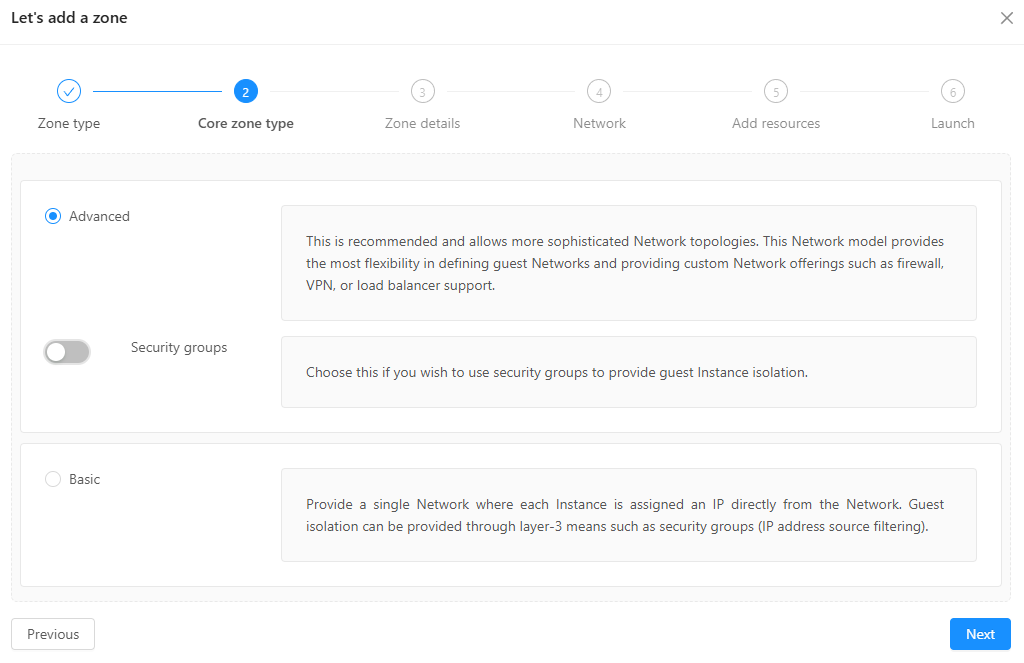 Let's add a zone
2
3
4
5
6
Zone type
Core zone type
Zone details
Network
Add resources
Launch
Advanced
This is recommended and allows more sophisticated Network topologies. This Network model provides
the most flexibility in defining guest Networks and providing custom Network offerings such as firewall,
VPN, or load balancer support.
Security groups
Choose this if you wish to use security groups to provide guest Instance isolation.
Basic
Provide a single Network where each Instance is assigned an IP directly from the Network. Guest
isolation can be provided through layer-3 means such as security groups (IP address source filtering).
Previous
Next